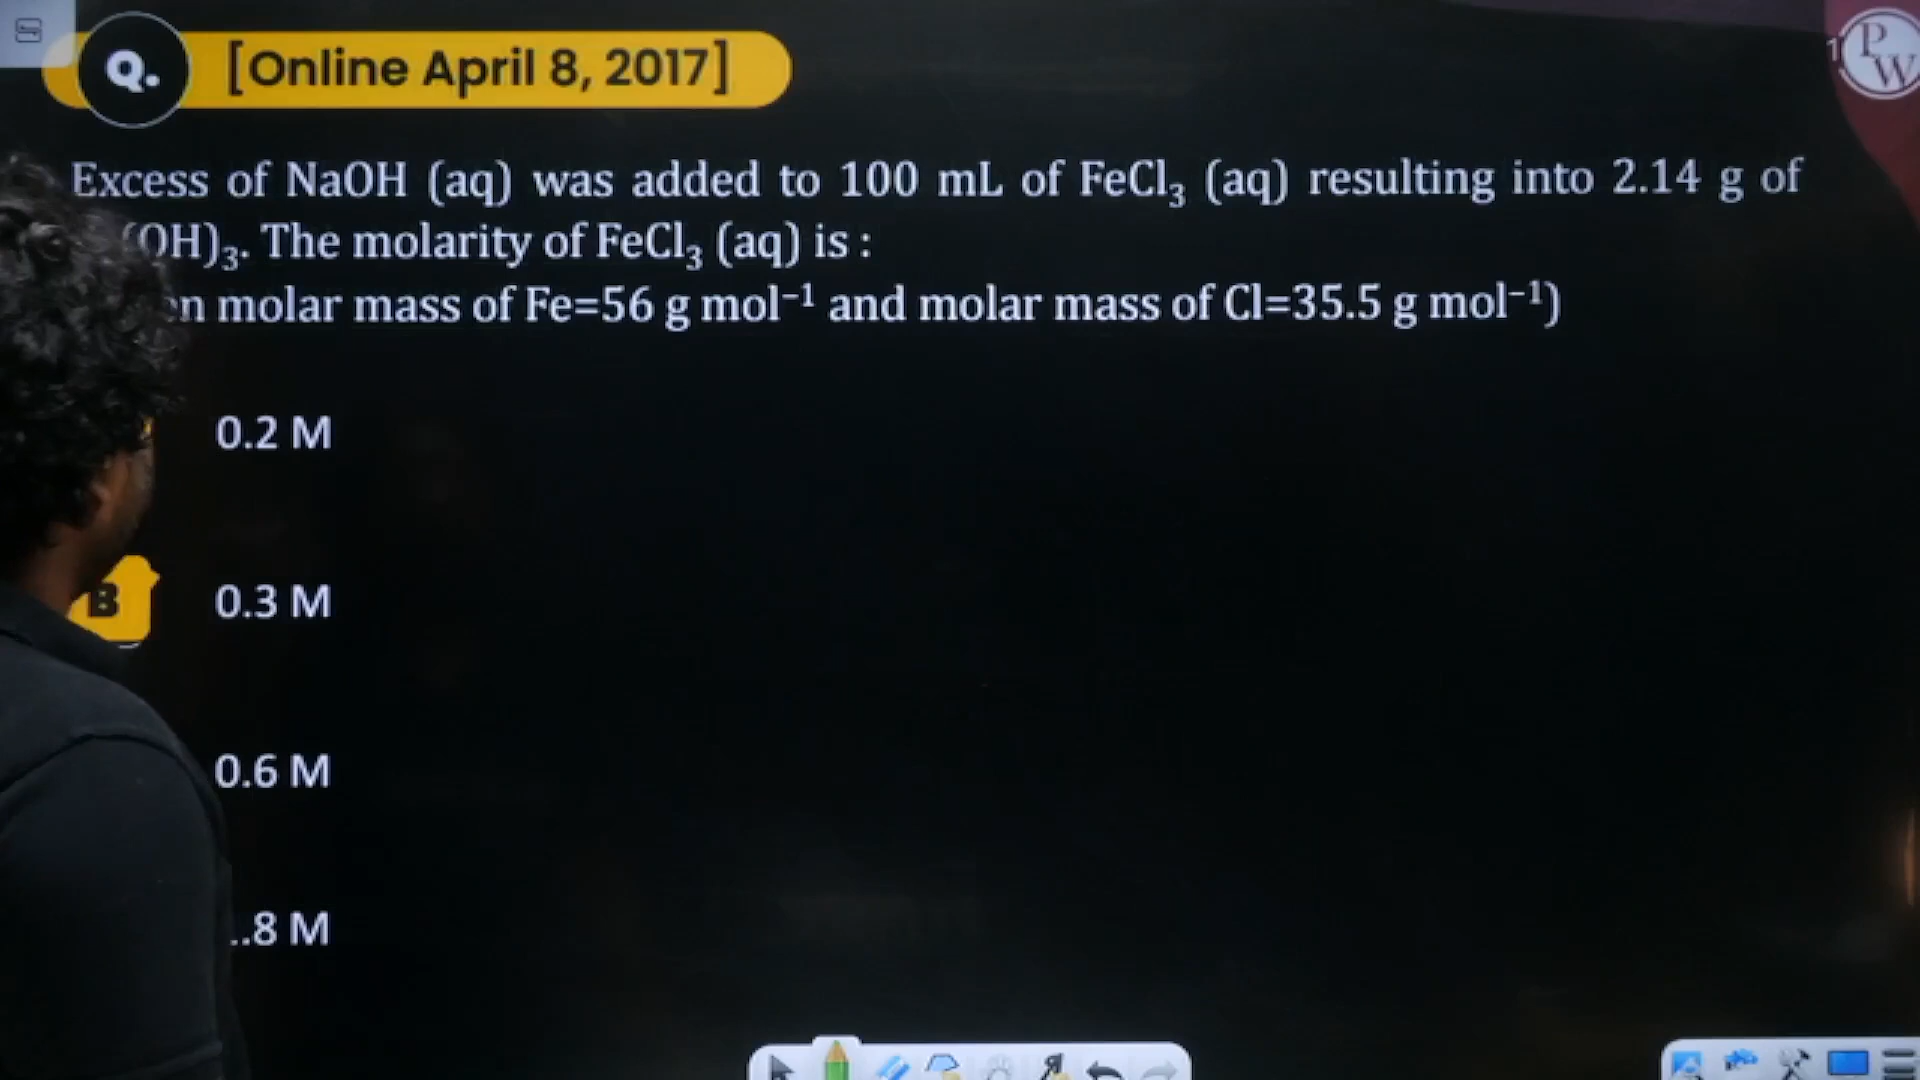 Q. [Online April 8, 2017]
PW
Excess of NaOH (aq) was added to 100 mL of FeCl₃ (aq) resulting into 2.14 g of
(OH)₃. The molarity of FeCl₃ (aq) is :
n molar mass of Fe=56 g mol⁻¹ and molar mass of Cl=35.5 g mol⁻¹)
0.2 M
B 0.3 M
0.6 M
.8 M